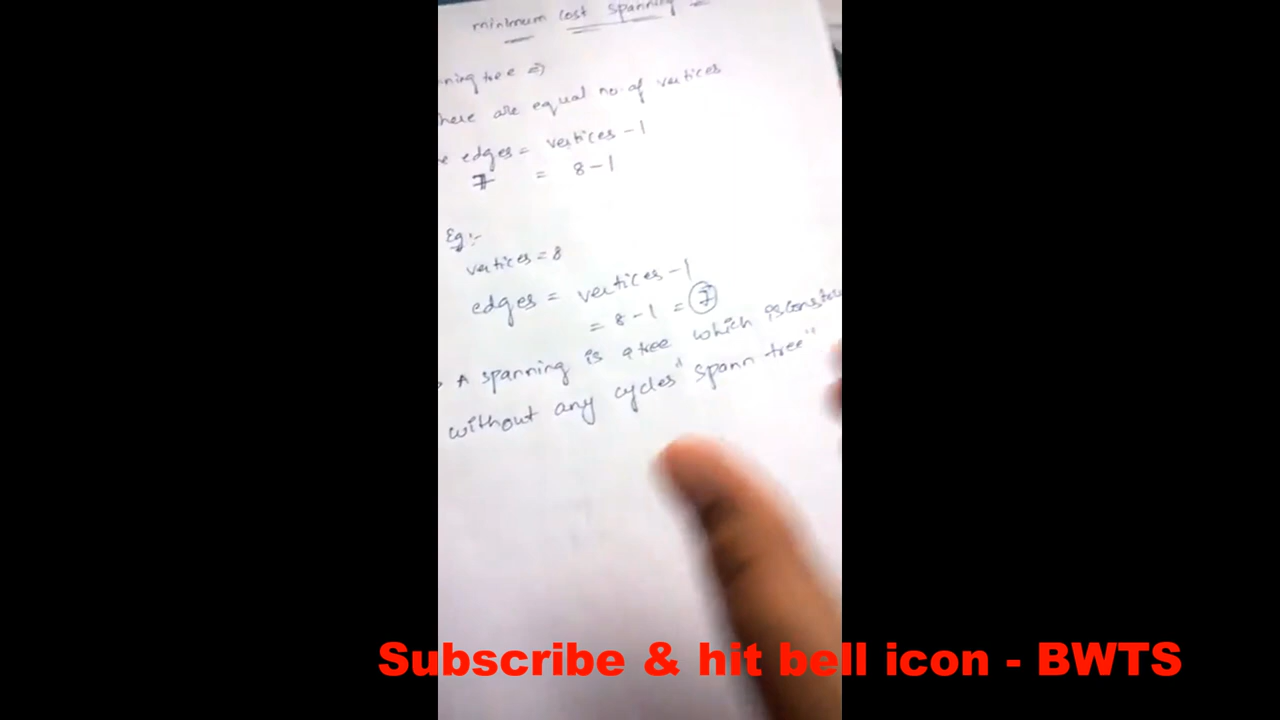 minimum cost spanning
ning tree ⇒
here are equal no. of vertices
e edges = vertices - 1
7 = 8 - 1
Eg:-
vertices = 8
edges = vertices - 1
= 8 - 1 = 7
A spanning is a tree which is
without any cycles" spann tree"
Subscribe & hit bell icon - BWTS